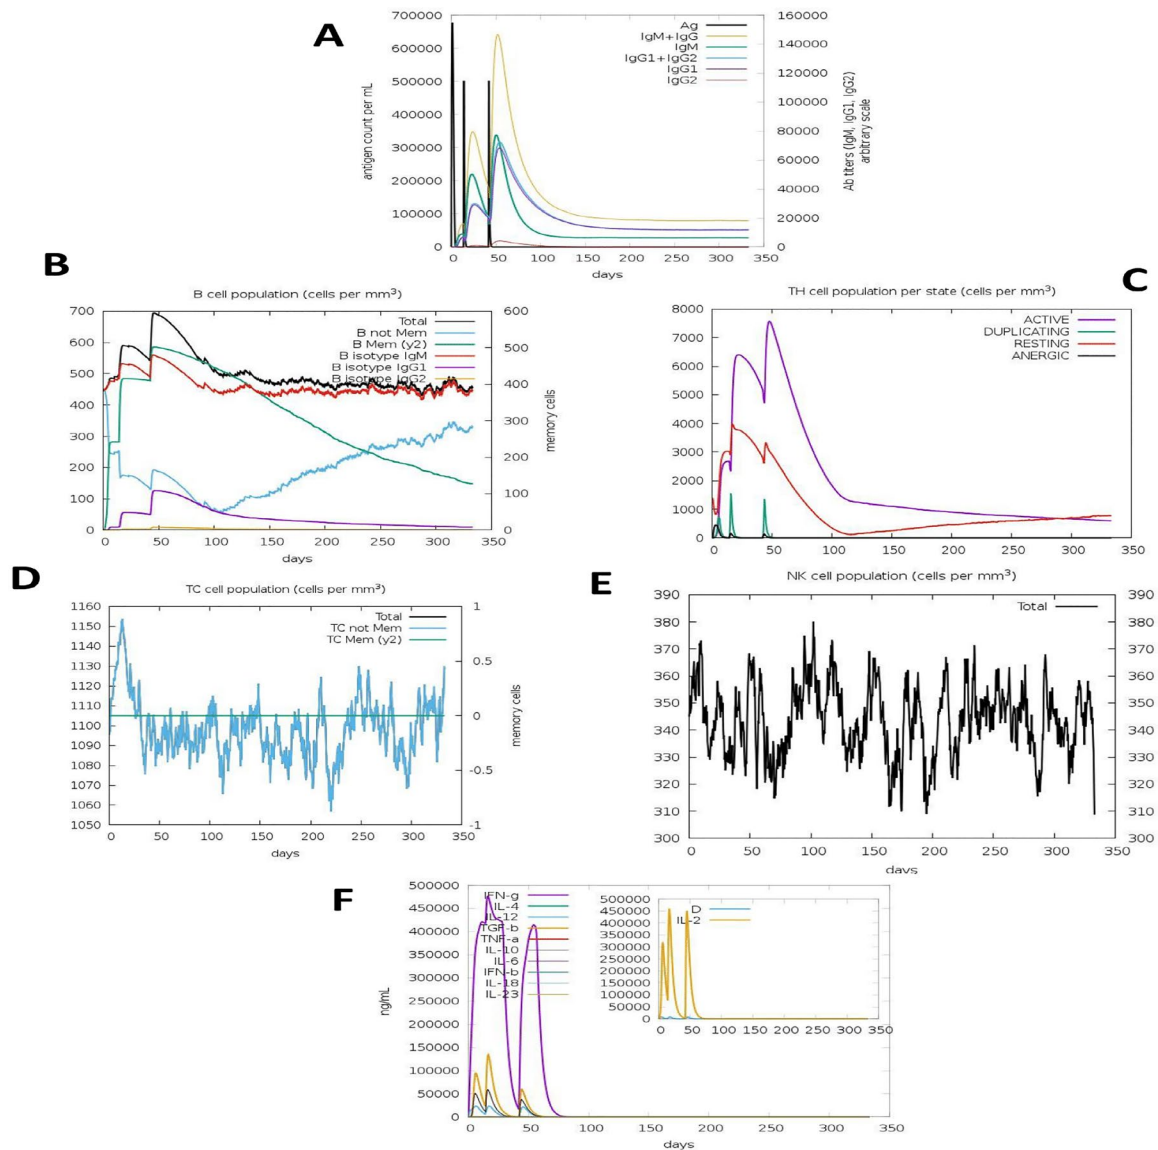 A
700000
600000
500000
400000
300000
200000
100000
0
antigen count per mL
Ag
IgM+IgG
IgM
IgG1+IgG2
IgG1
IgG2
160000
140000
120000
100000
80000
60000
40000
20000
0
Ab titers (IgM, IgG1, IgG2)
arbitrary scale
0 50 100 150 200 250 300 350
days
B
B cell population (cells per mm³)
700
600
500
400
300
200
100
0
Total
B not Mem
B Mem (y2)
B isotype IgM
B isotype IgG1
B isotype IgG2
600
500
400
300
200
100
0
memory cells
0 50 100 150 200 250 300 350
days
C
TH cell population per state (cells per mm³)
8000
7000
6000
5000
4000
3000
2000
1000
0
ACTIVE
DUPLICATING
RESTING
ANERGIC
0 50 100 150 200 250 300 350
days
D
TC cell population (cells per mm³)
1160
1150
1140
1130
1120
1110
1100
1090
1080
1070
1060
1050
Total
TC not Mem
TC Mem (y2)
1
0.5
0
-0.5
-1
memory cells
0 50 100 150 200 250 300 350
days
E
NK cell population (cells per mm³)
390
380
370
360
350
340
330
320
310
300
Total
390
380
370
360
350
340
330
320
310
300
0 50 100 150 200 250 300 350
days
F
500000
450000
400000
350000
300000
250000
200000
150000
100000
50000
0
ng/mL
IFN-g
IL-4
IL-12
TGF-b
TNF-a
IL-10
IL-6
IFN-b
IL-18
IL-23
500000
450000
400000
350000
300000
250000
200000
150000
100000
50000
0
D
IL-2
0 50 100 150 200 250 300 350
0 50 100 150 200 250 300 350
days